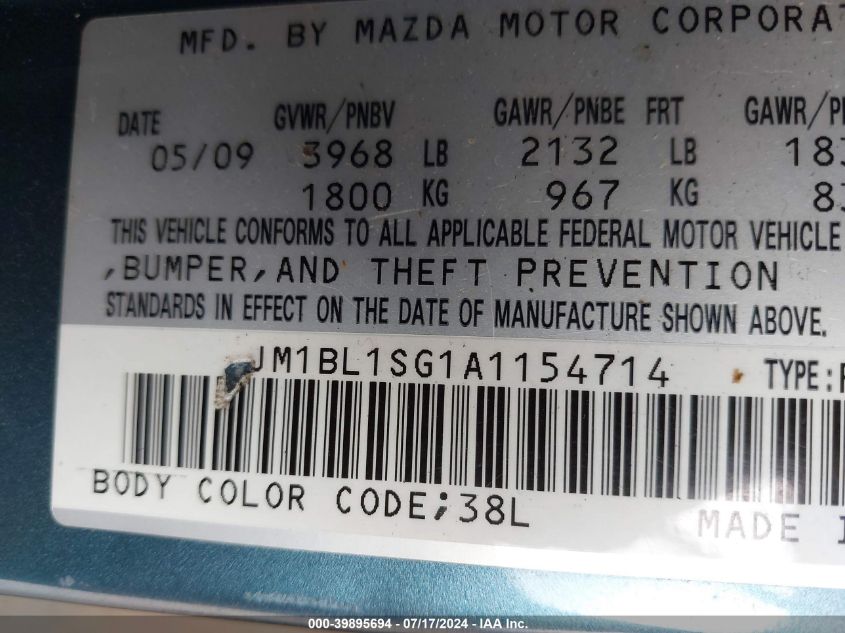 MFD. BY MAZDA MOTOR CORPORAT
DATE GVWR/PNBV GAWR/PNBE FRT GAWR/P
05/09 3968 LB 2132 LB 183
1800 KG 967 KG 83
THIS VEHICLE CONFORMS TO ALL APPLICABLE FEDERAL MOTOR VEHICLE
,BUMPER,AND THEFT PREVENTION
STANDARDS IN EFFECT ON THE DATE OF MANUFACTURE SHOWN ABOVE.
JM1BL1SG1A1154714 TYPE:P
BODY COLOR CODE;38L
MADE I
000-39895694 - 07/17/2024 - IAA Inc.